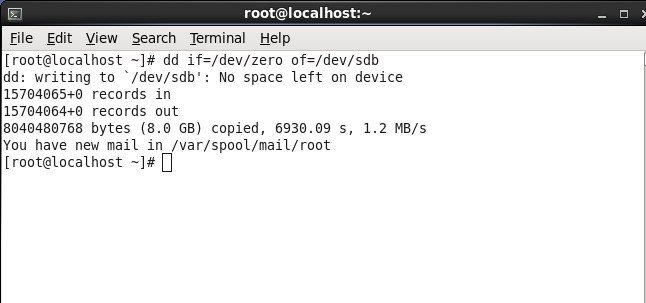 root@localhost:~
File Edit View Search Terminal Help
[root@localhost ~]# dd if=/dev/zero of=/dev/sdb
dd: writing to `/dev/sdb': No space left on device
15704065+0 records in
15704064+0 records out
8040480768 bytes (8.0 GB) copied, 6930.09 s, 1.2 MB/s
You have new mail in /var/spool/mail/root
[root@localhost ~]#